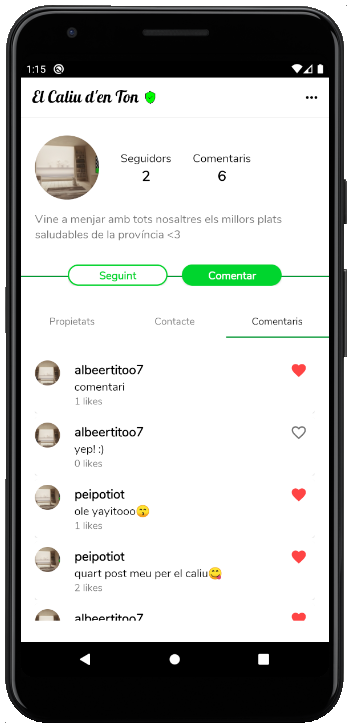 1:15
El Caliu d'en Ton
Seguidors Comentaris
2 6
Vine a menjar amb tots nosaltres els millors plats
saludables de la província <3
Seguint Comentar
Propietats Contacte Comentaris
albeertitoo7
comentari
1 likes
albeertitoo7
yep! :)
0 likes
peipotiot
ole yayitooo😙
1 likes
peipotiot
quart post meu per el caliu😋
2 likes
albeertitoo7